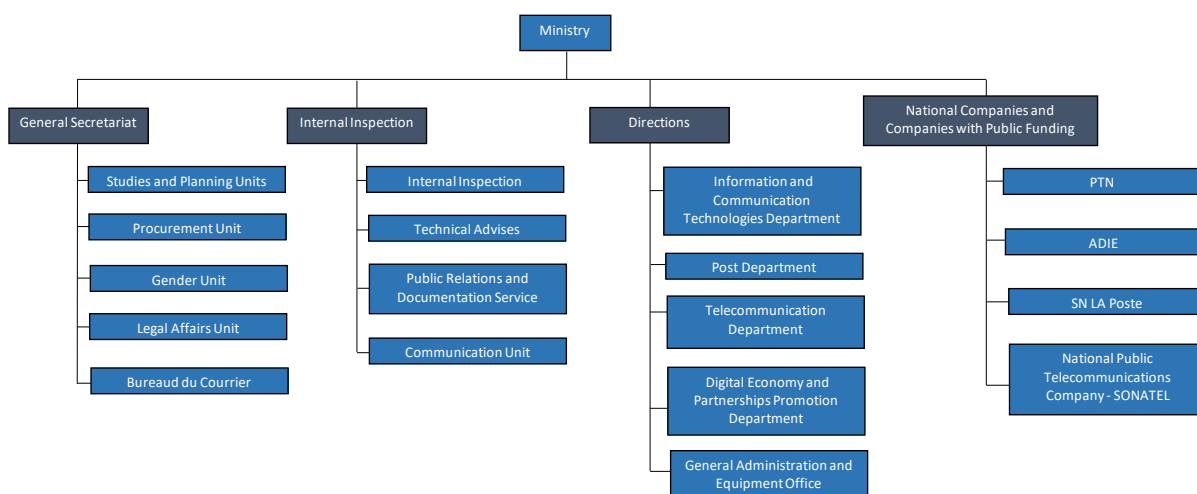 Ministry
General Secretariat
Internal Inspection
Directions
National Companies and
Companies with Public Funding
Studies and Planning Units
Procurement Unit
Gender Unit
Legal Affairs Unit
Bureaud du Courrier
Internal Inspection
Technical Advises
Public Relations and
Documentation Service
Communication Unit
Information and
Communication
Technologies Department
Post Department
Telecommunication
Department
Digital Economy and
Partnerships Promotion
Department
General Administration and
Equipment Office
PTN
ADIE
SN LA Poste
National Public
Telecommunications
Company - SONATEL